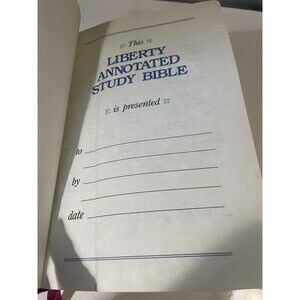 This
LIBERTY
ANNOTATED
STUDY BIBLE
is presented
to
by
date